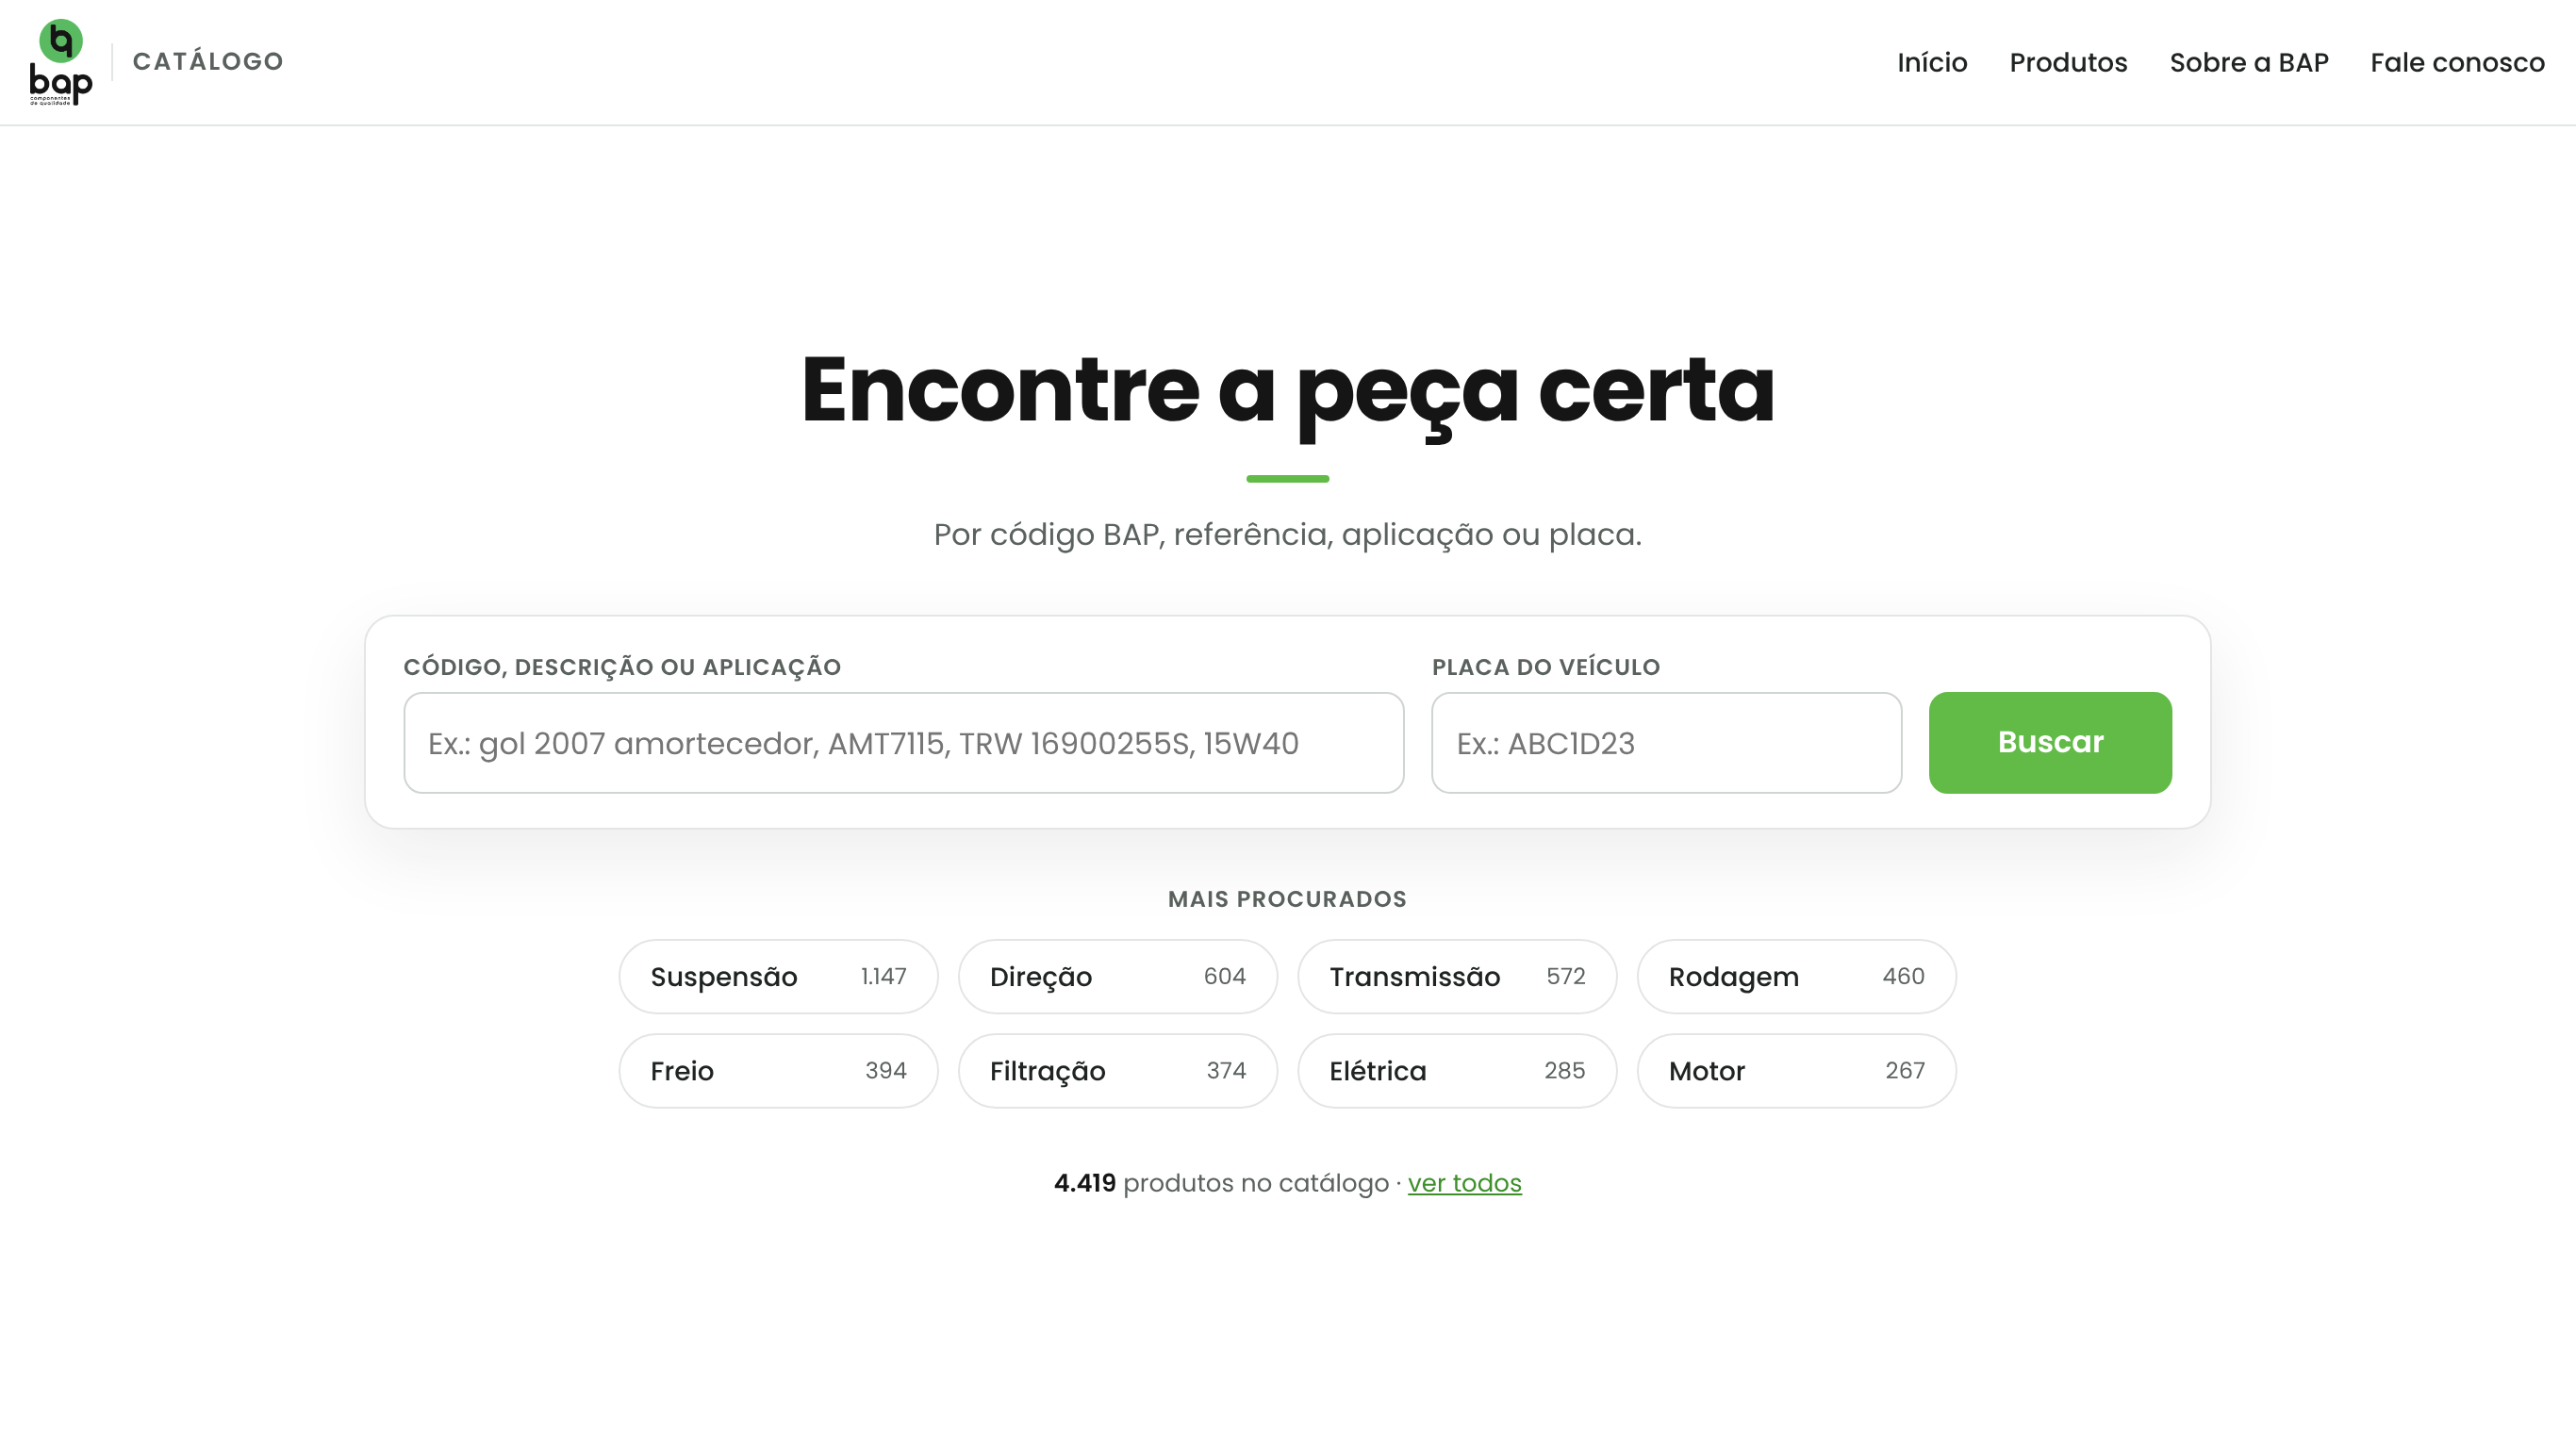 bap
componentes
de qualidade
CATÁLOGO
Início Produtos Sobre a BAP Fale conosco
Encontre a peça certa
Por código BAP, referência, aplicação ou placa.
CÓDIGO, DESCRIÇÃO OU APLICAÇÃO
Ex.: gol 2007 amortecedor, AMT7115, TRW 16900255S, 15W40
PLACA DO VEÍCULO
Ex.: ABC1D23
Buscar
MAIS PROCURADOS
Suspensão 1.147 Direção 604 Transmissão 572 Rodagem 460
Freio 394 Filtração 374 Elétrica 285 Motor 267
4.419 produtos no catálogo · ver todos